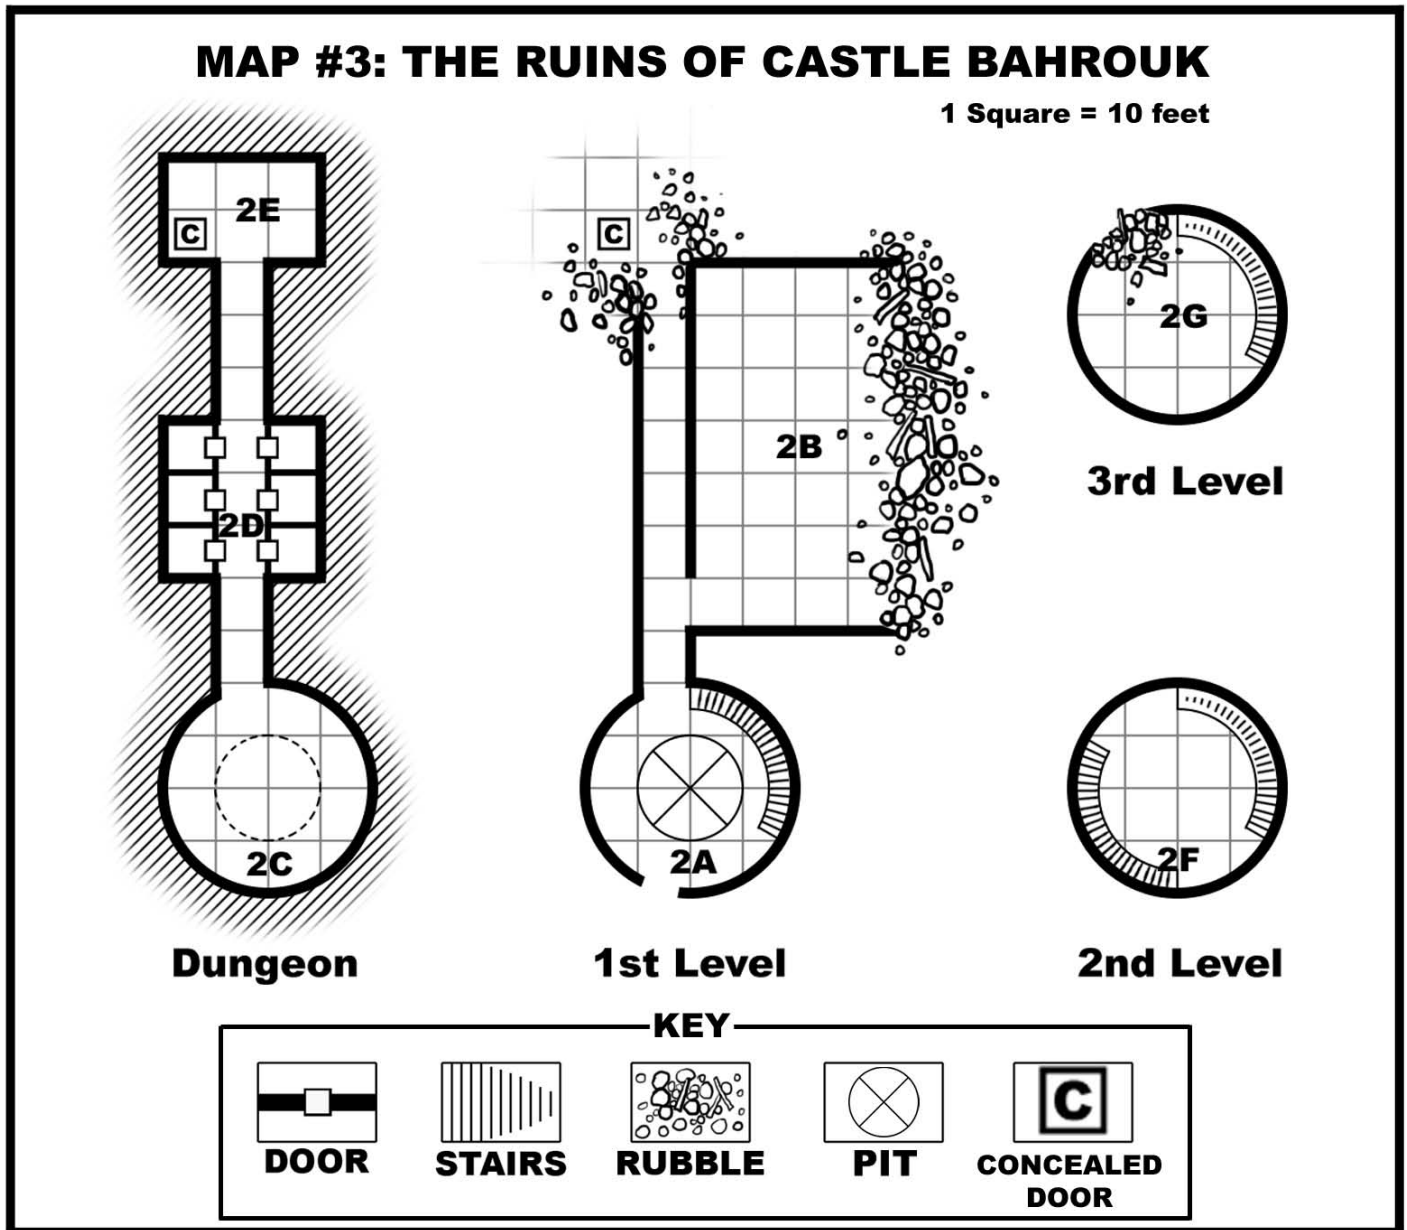 MAP #3: THE RUINS OF CASTLE BAHROUK
1 Square = 10 feet
2E
C
2D
2C
Dungeon
C
2B
2A
1st Level
2G
3rd Level
2F
2nd Level
KEY
DOOR
STAIRS
RUBBLE
PIT
C
CONCEALED
DOOR